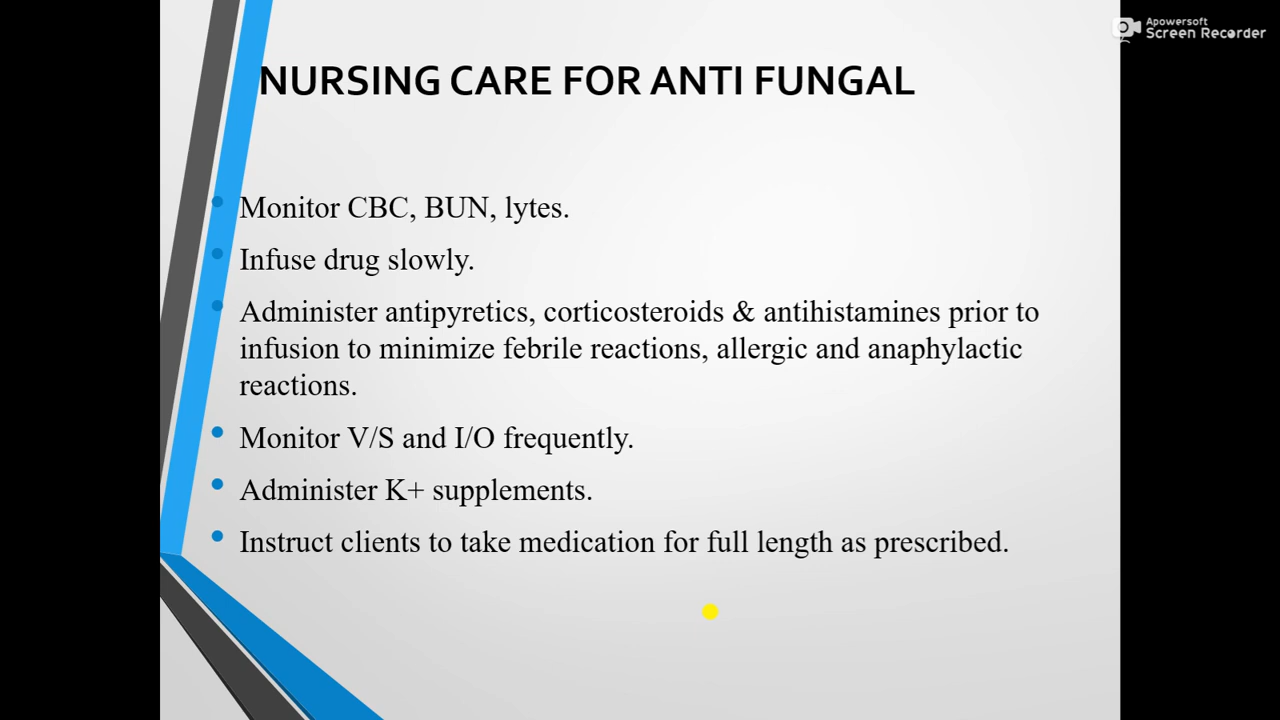 Apowersoft
Screen Recorder
NURSING CARE FOR ANTI FUNGAL
• Monitor CBC, BUN, lytes.
• Infuse drug slowly.
• Administer antipyretics, corticosteroids & antihistamines prior to
infusion to minimize febrile reactions, allergic and anaphylactic
reactions.
• Monitor V/S and I/O frequently.
• Administer K+ supplements.
• Instruct clients to take medication for full length as prescribed.